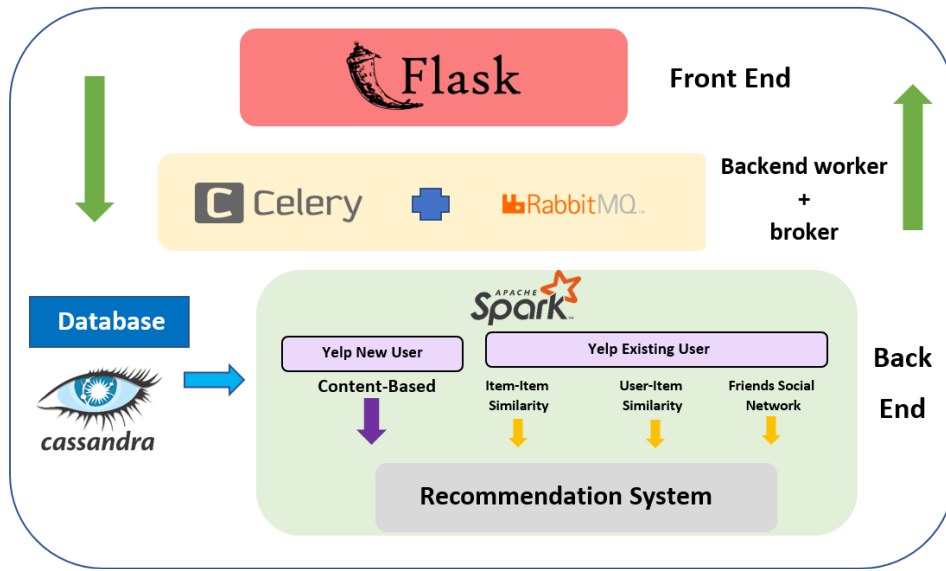 Flask
Front End
Celery
RabbitMQ
Backend worker
+
broker
Database
cassandra
APACHE
Spark
Yelp New User
Yelp Existing User
Content-Based
Item-Item
Similarity
User-Item
Similarity
Friends Social
Network
Back
End
Recommendation System